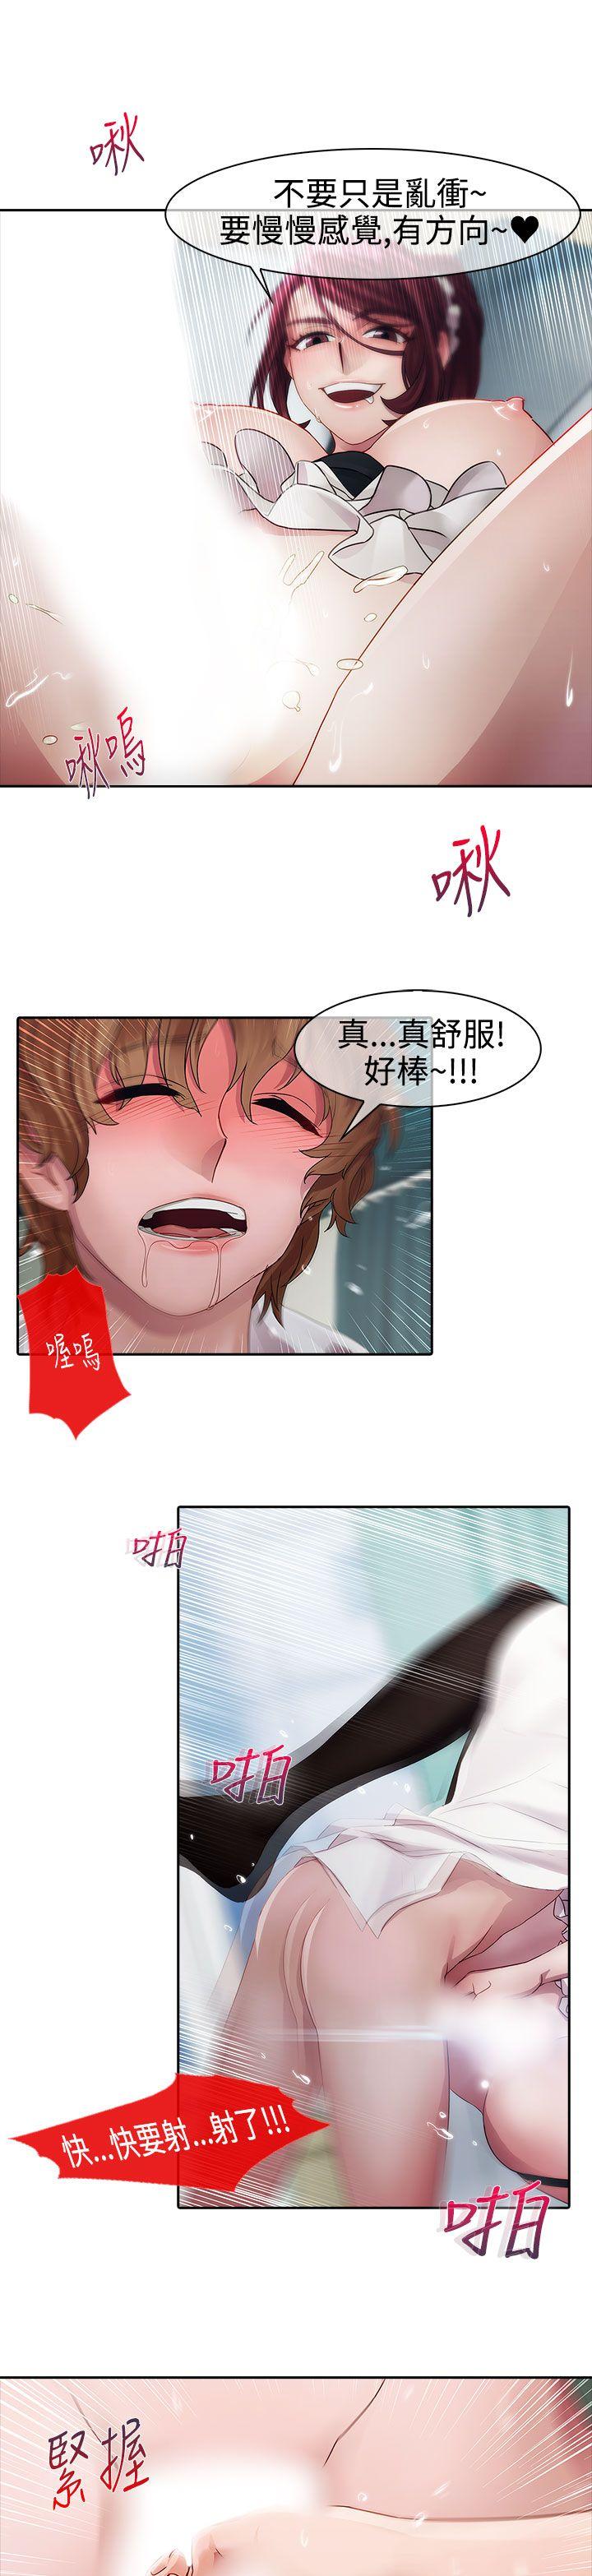 啾
不要只是亂衝~
要慢慢感覺,有方向~♥
啾嗚
啾
真...真舒服!
好棒~!!!
喔嗚
啪
啪
快...快要射...射了!!!
啪
緊握